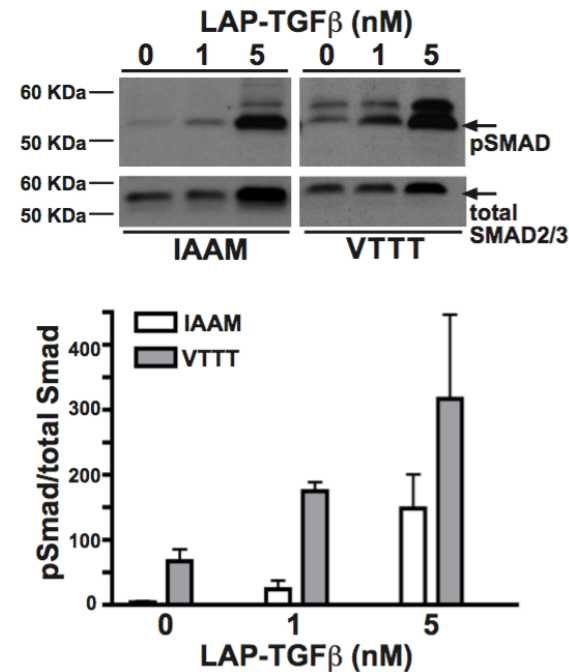 LAP-TGFβ (nM)
0 1 5 0 1 5
60 KDa
50 KDa
pSMAD
60 KDa
50 KDa
total
SMAD2/3
IAAM VTTT
IAAM
VTTT
pSmad/total Smad
400
300
200
100
0
0 1 5
LAP-TGFβ (nM)